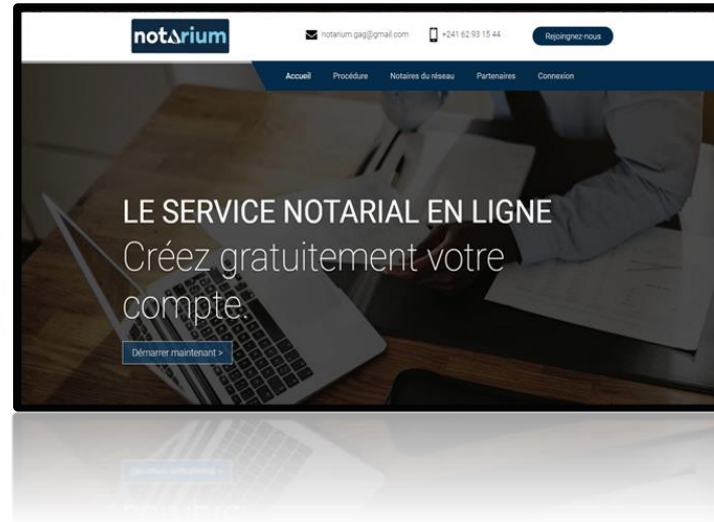 notarium
notarium.gag@gmail.com
+241 62 93 15 44
Rejoingnez-nous
Accueil Procédure Notaires du réseau Partenaires Connexion
LE SERVICE NOTARIAL EN LIGNE
Créez gratuitement votre
compte.
Démarrer maintenant >